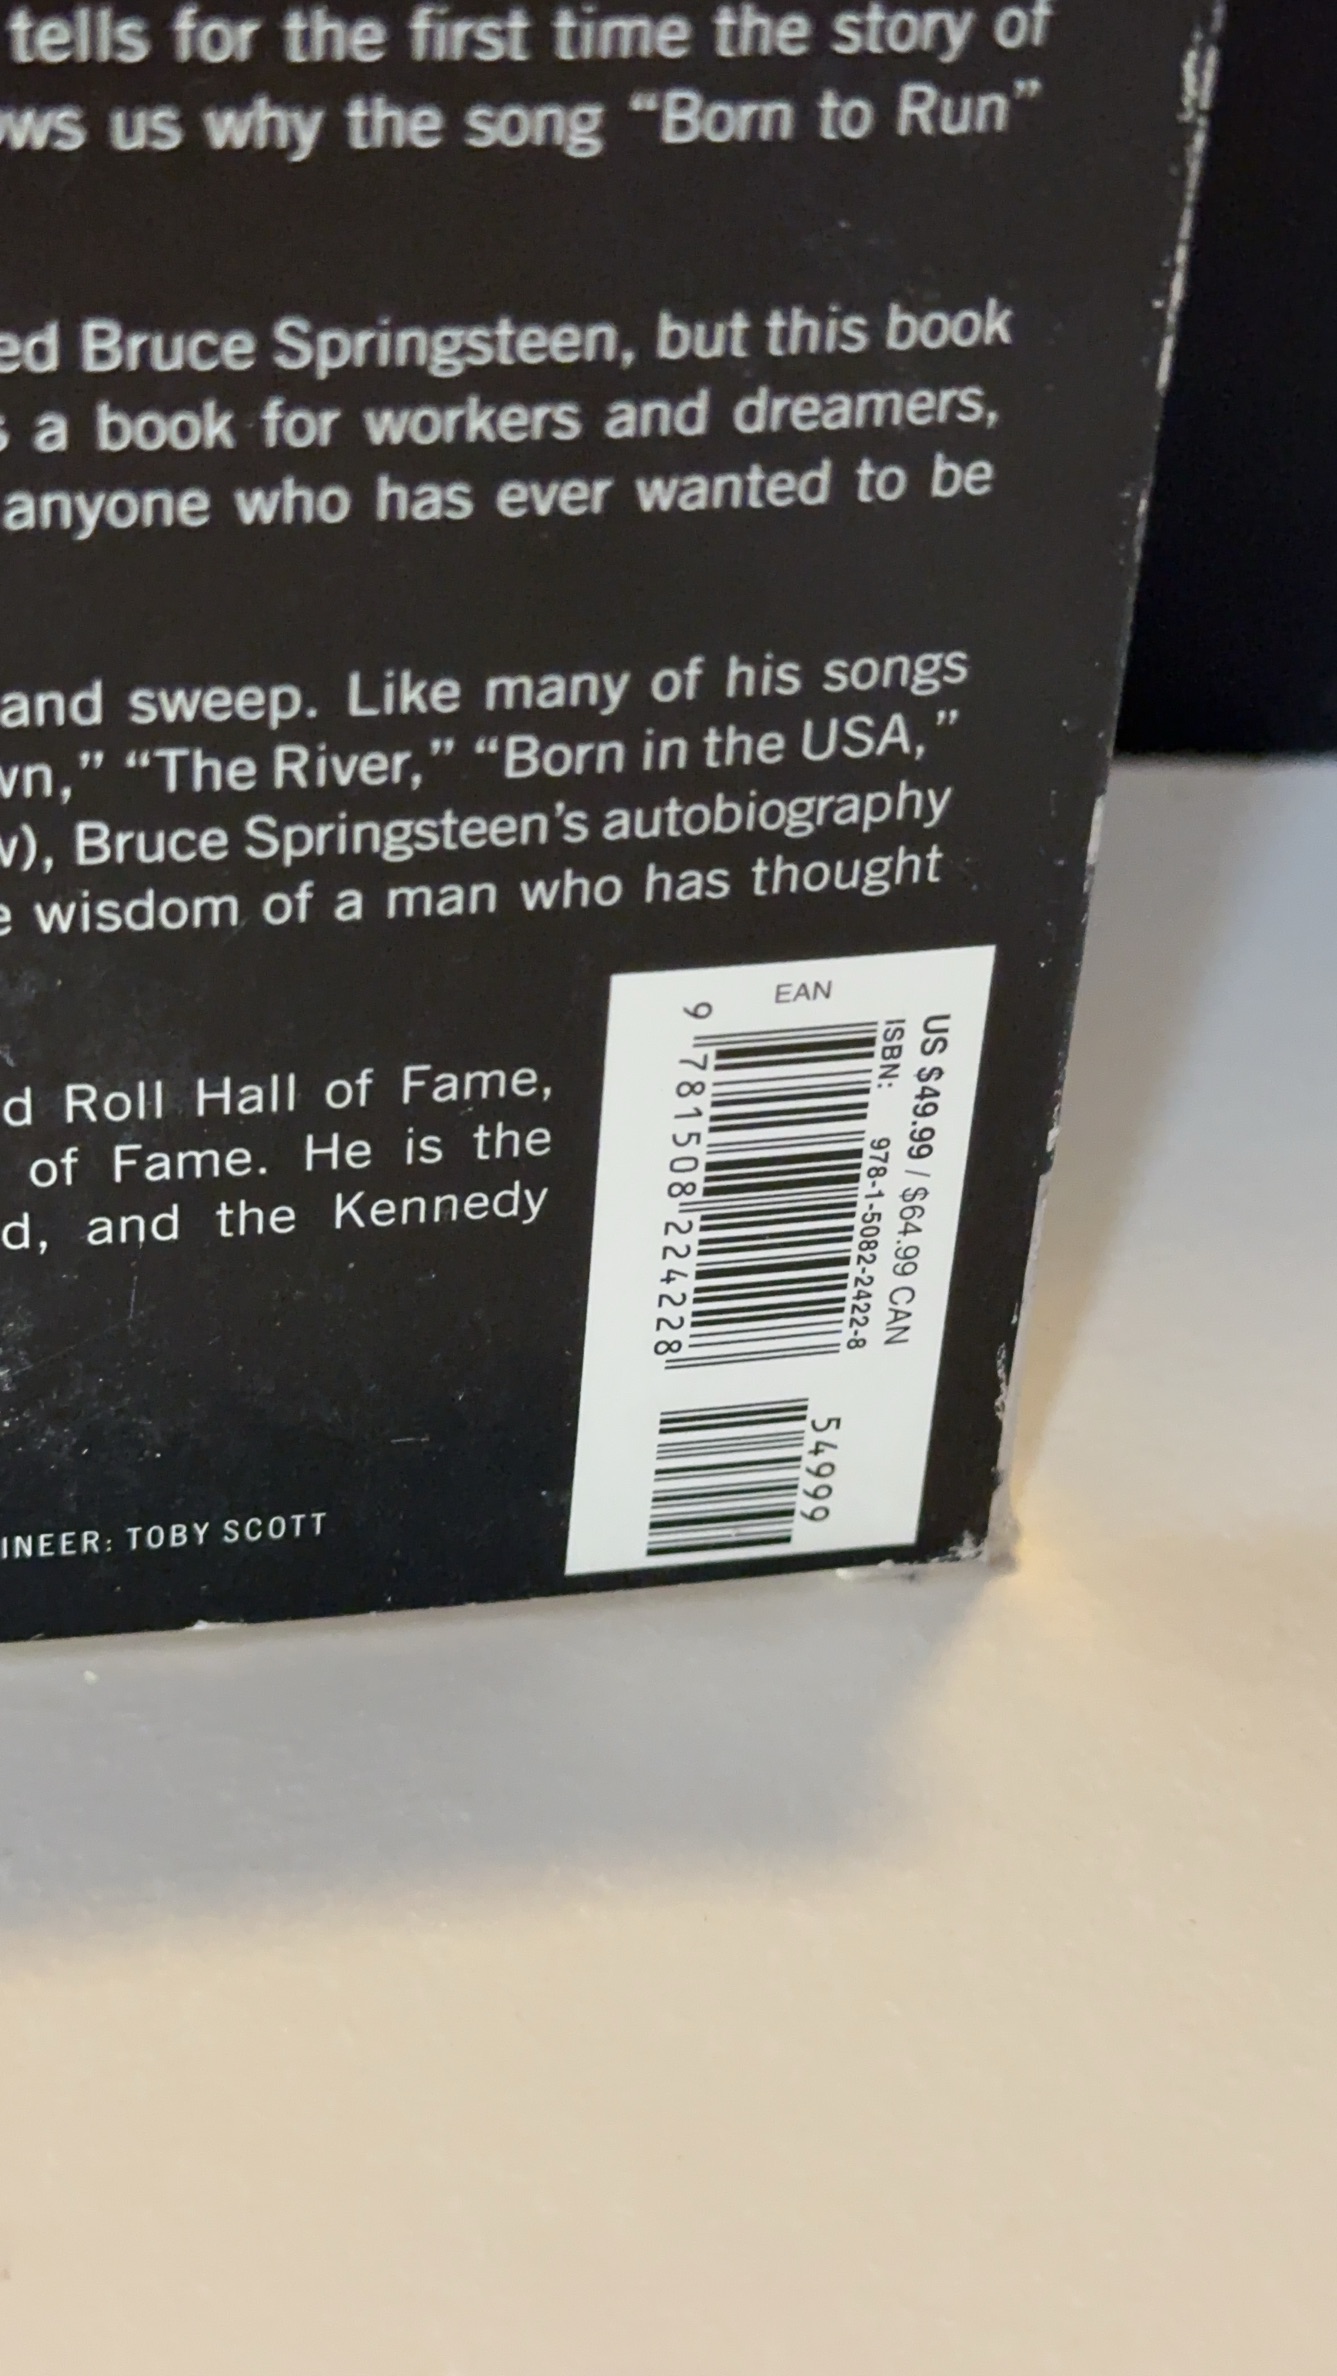 tells for the first time the story of
us why the song “Born to Run”
Bruce Springsteen, but this book
a book for workers and dreamers,
anyone who has ever wanted to be
and sweep. Like many of his songs
“The River,” “Born in the USA,”
Bruce Springsteen’s autobiography
wisdom of a man who has thought
Roll Hall of Fame,
of Fame. He is the
and the Kennedy
TOBY SCOTT
US $49.99 / $64.99 CAN
ISBN: 978-1-5082-2422-8
EAN
9 781508 224228
54999